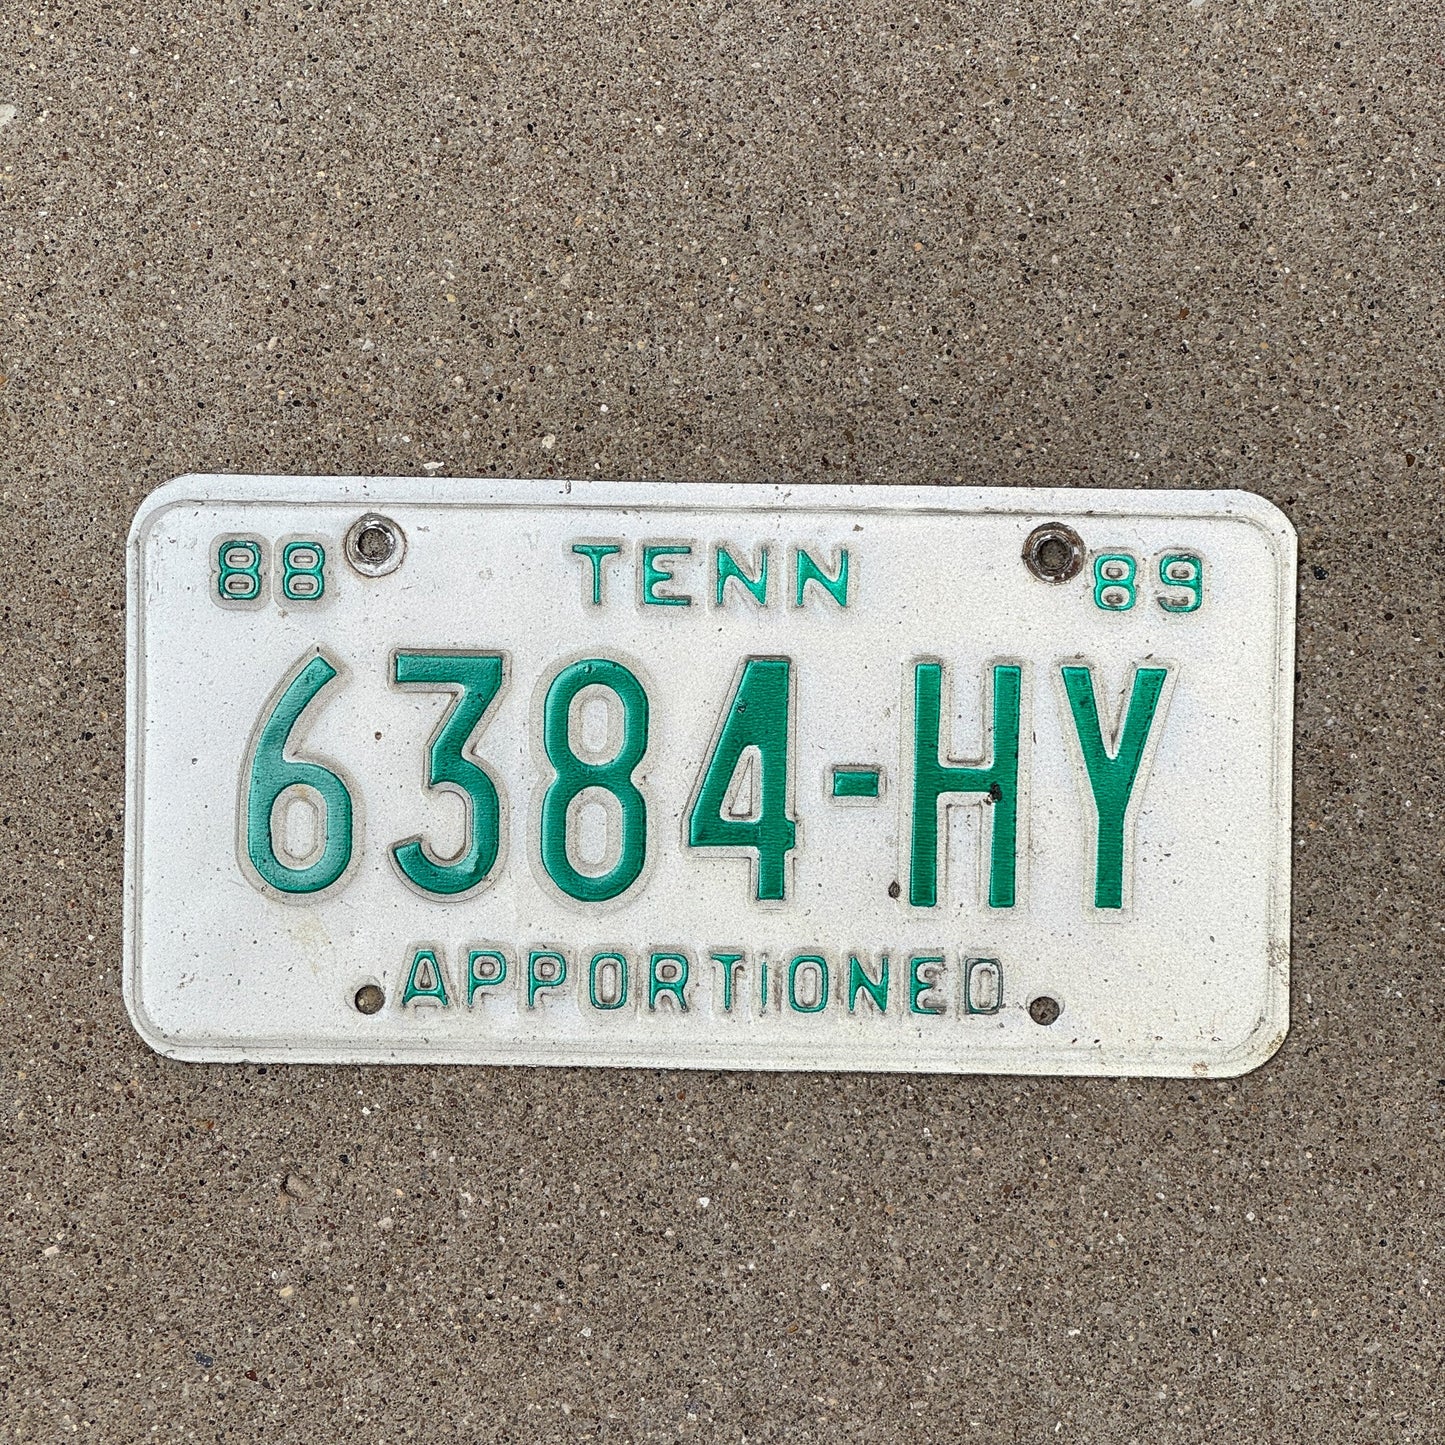 88 TENN 89
6384-HY
APPORTIONED